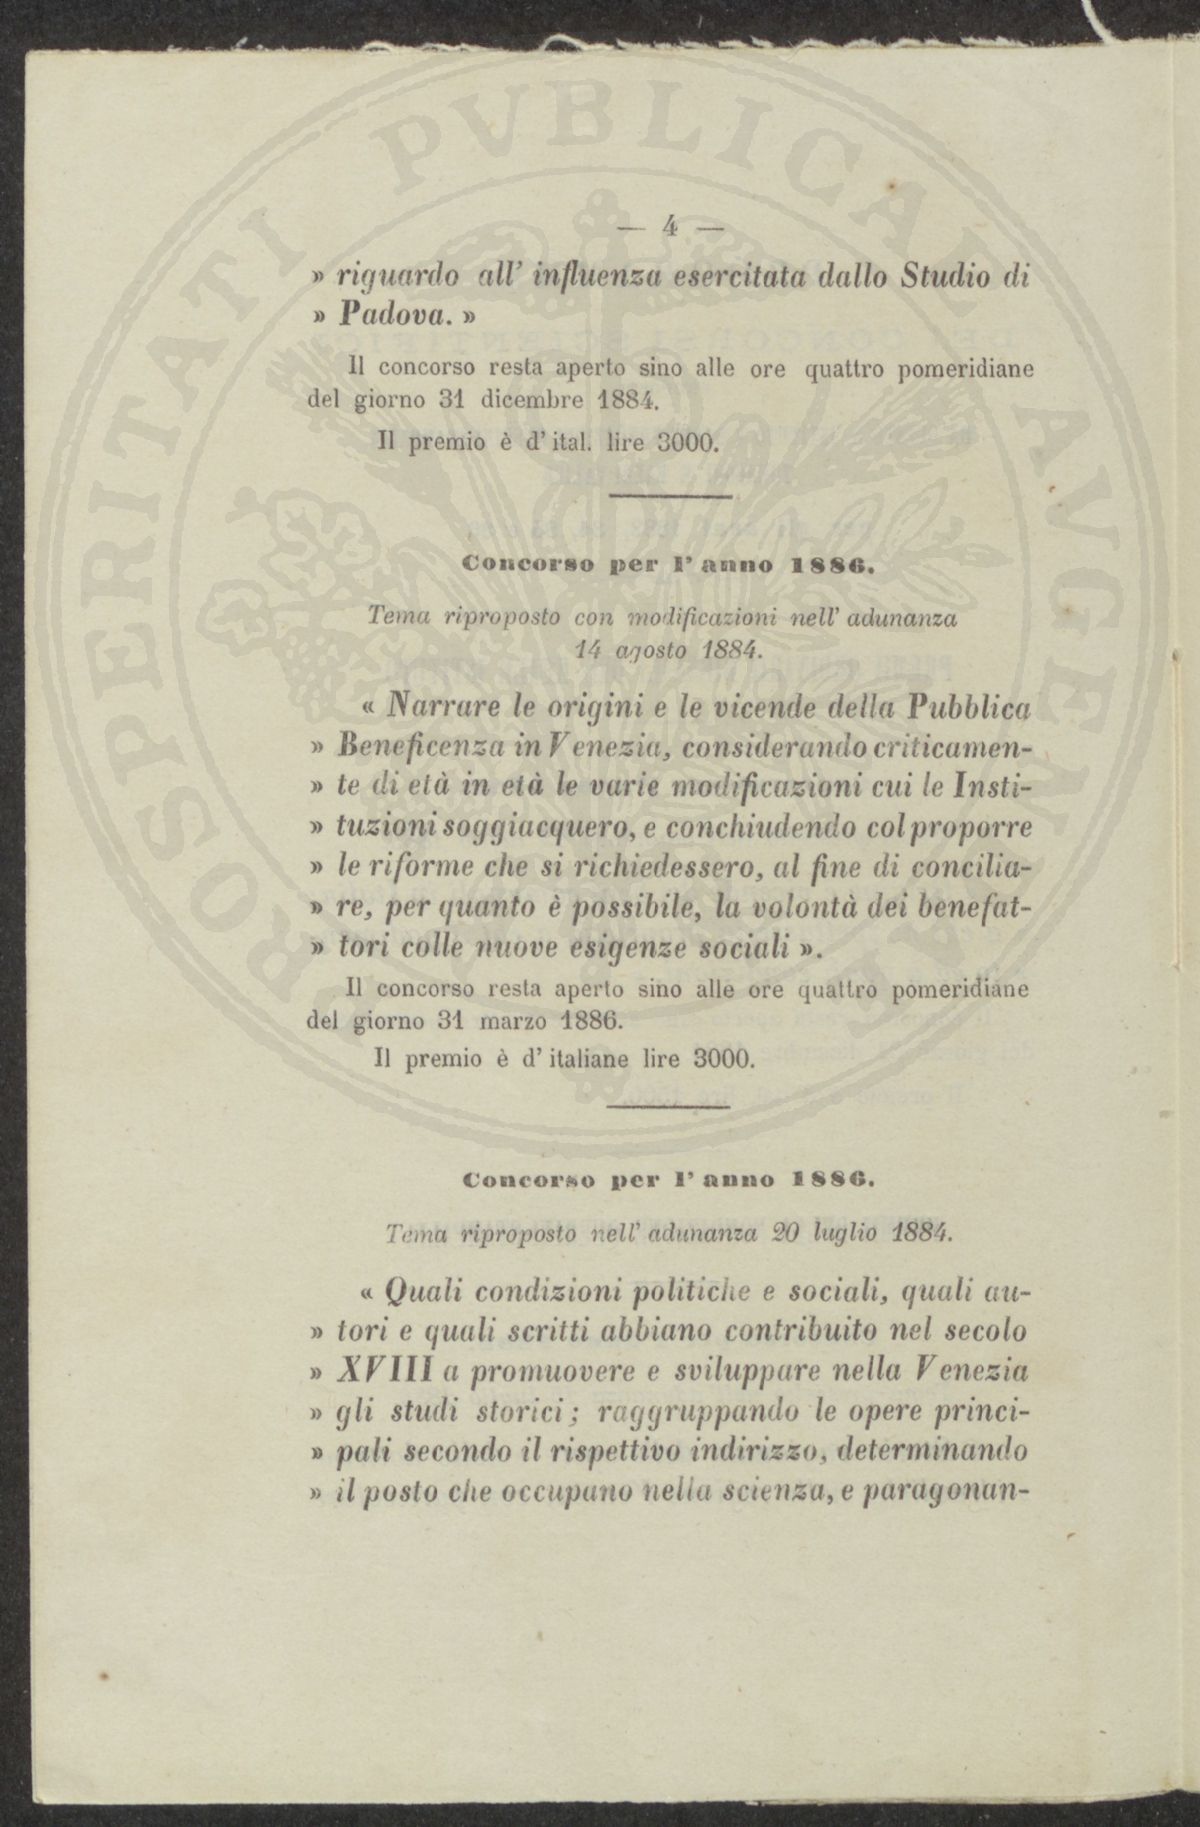 — 4 —
» riguardo all' influenza esercitata dallo Studio di
» Padova. »
Il concorso resta aperto sino alle ore quattro pomeridiane
del giorno 31 dicembre 1884.
Il premio è d' ital. lire 3000.
Concorso per l' anno 1886.
Tema riproposto con modificazioni nell' adunanza
14 agosto 1884.
« Narrare le origini e le vicende della Pubblica
» Beneficenza in Venezia, considerando criticamen-
» te di età in età le varie modificazioni cui le Insti-
» tuzioni soggiacquero, e conchiudendo col proporre
» le riforme che si richiedessero, al fine di concilia-
» re, per quanto è possibile, la volontà dei benefat-
» tori colle nuove esigenze sociali ».
Il concorso resta aperto sino alle ore quattro pomeridiane
del giorno 31 marzo 1886.
Il premio è d' italiane lire 3000.
Concorso per l' anno 1886.
Tema riproposto nell' adunanza 20 luglio 1884.
« Quali condizioni politiche e sociali, quali au-
» tori e quali scritti abbiano contribuito nel secolo
» XVIII a promuovere e sviluppare nella Venezia
» gli studi storici; raggruppando le opere princi-
» pali secondo il rispettivo indirizzo, determinando
» il posto che occupano nella scienza, e paragonan-
PROSPERITATI PVBLICAE AVGENDAE